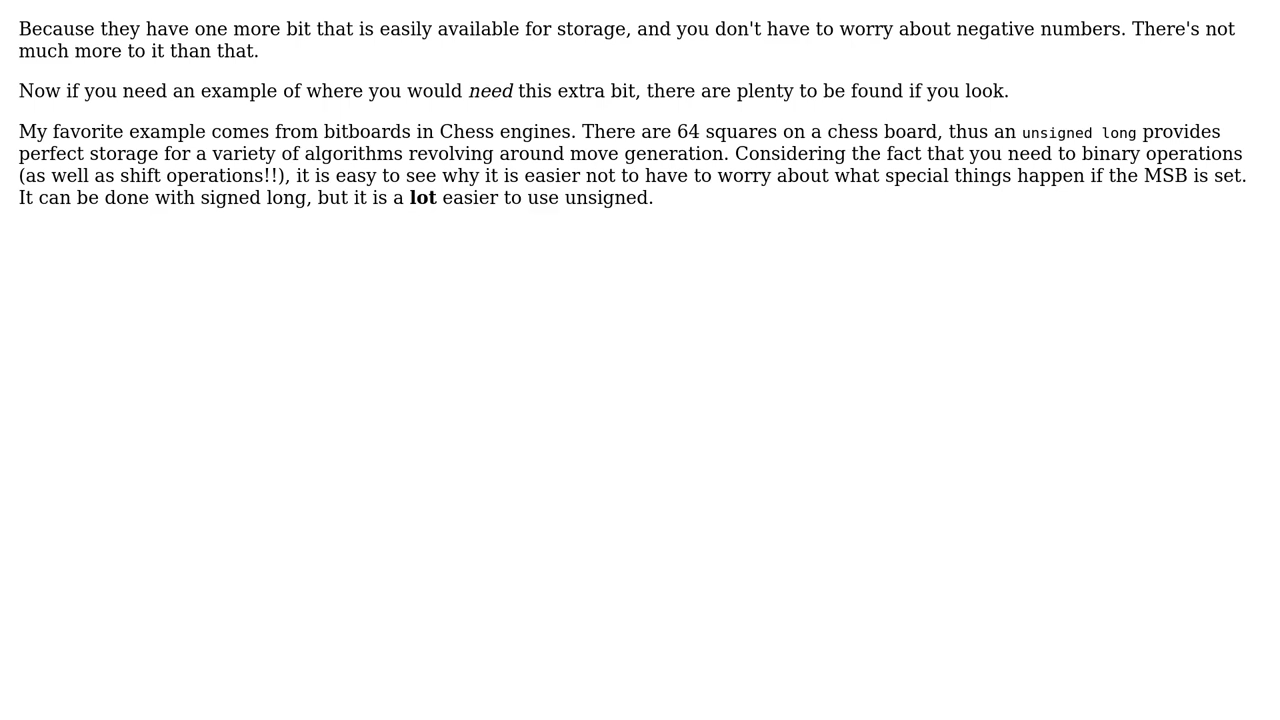 Because they have one more bit that is easily available for storage, and you don't have to worry about negative numbers. There's not
much more to it than that.
Now if you need an example of where you would need this extra bit, there are plenty to be found if you look.
My favorite example comes from bitboards in Chess engines. There are 64 squares on a chess board, thus an unsigned long provides
perfect storage for a variety of algorithms revolving around move generation. Considering the fact that you need to binary operations
(as well as shift operations!!), it is easy to see why it is easier not to have to worry about what special things happen if the MSB is set.
It can be done with signed long, but it is a lot easier to use unsigned.